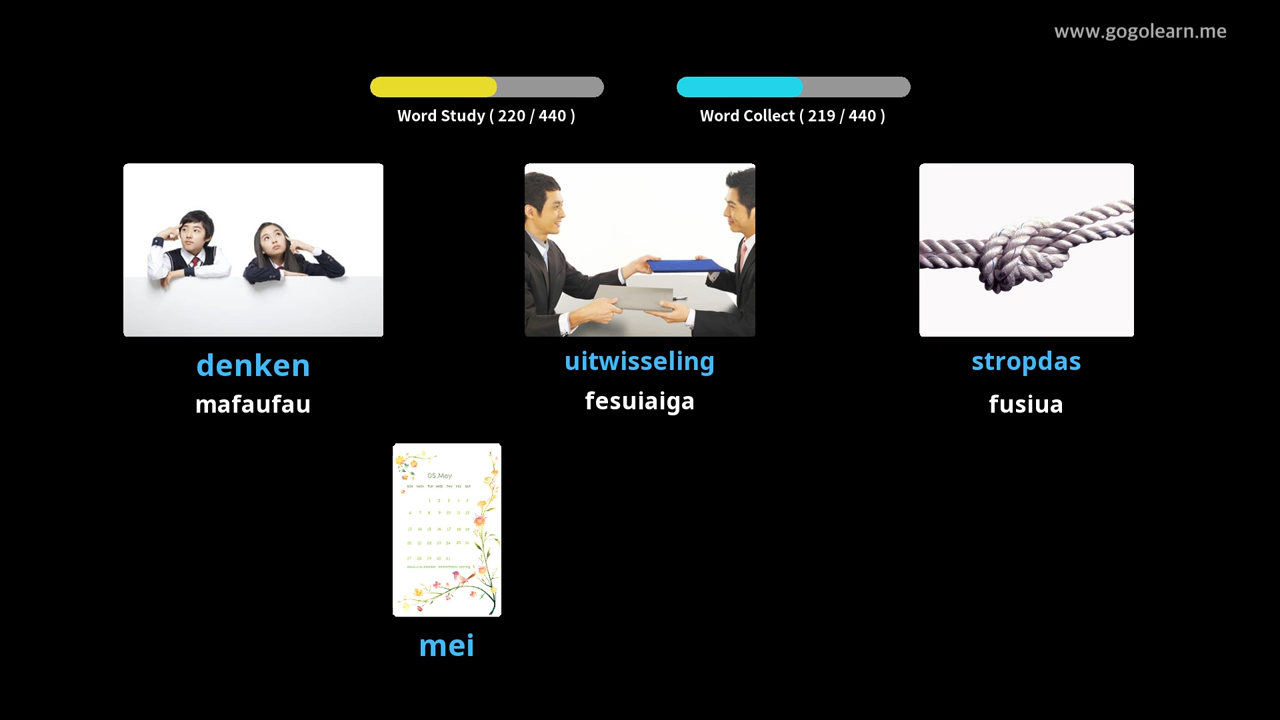 www.gogolearn.me
Word Study ( 220 / 440 )
Word Collect ( 219 / 440 )
denken
uitwisseling
stropdas
mafaufau
fesuiaiga
fusiua
05.May
mei